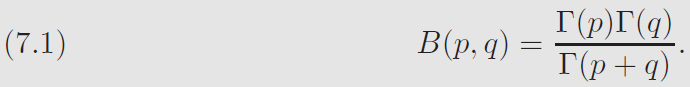 (7.1) B(p, q) = Γ(p)Γ(q) / Γ(p + q).